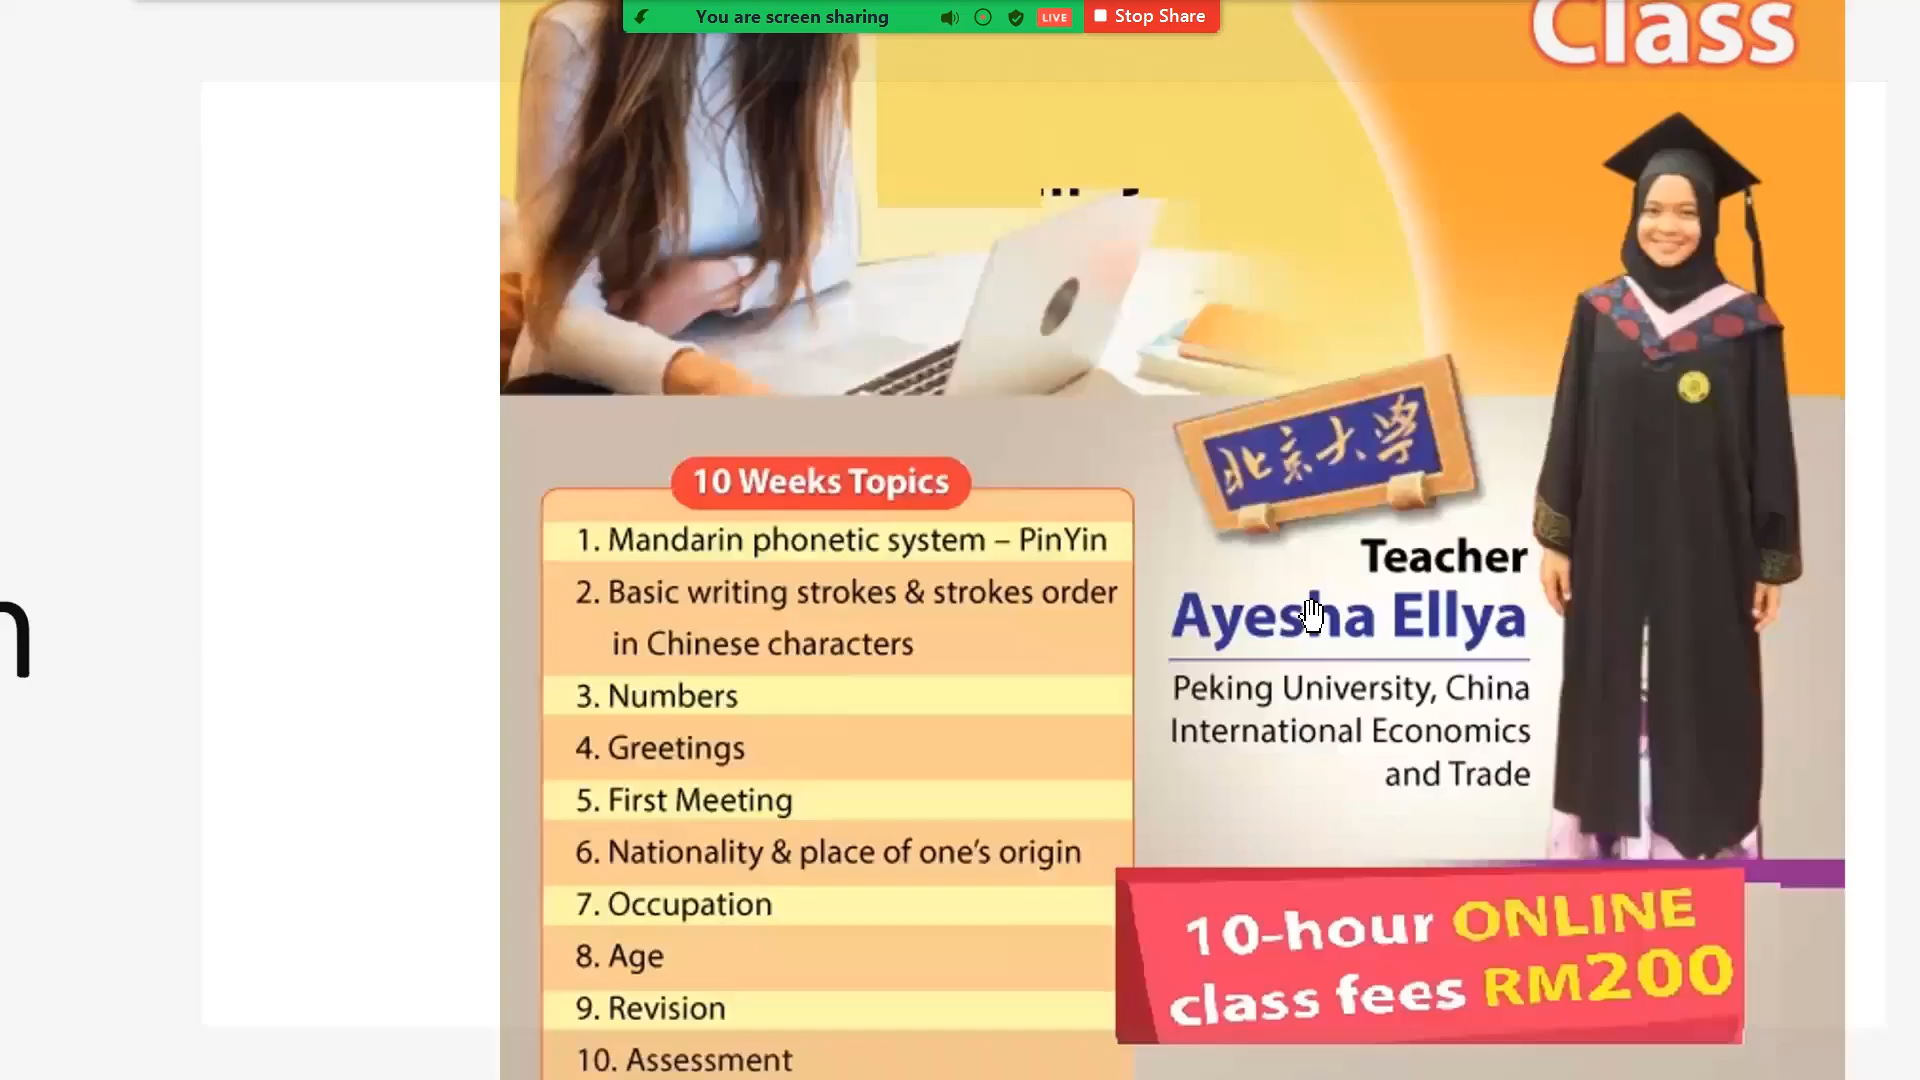 You are screen sharing
LIVE
Stop Share
Class
北京大学
10 Weeks Topics
1. Mandarin phonetic system – PinYin
2. Basic writing strokes & strokes order
in Chinese characters
3. Numbers
4. Greetings
5. First Meeting
6. Nationality & place of one's origin
7. Occupation
8. Age
9. Revision
10. Assessment
Teacher
Ayesha Ellya
Peking University, China
International Economics
and Trade
10-hour ONLINE
class fees RM200